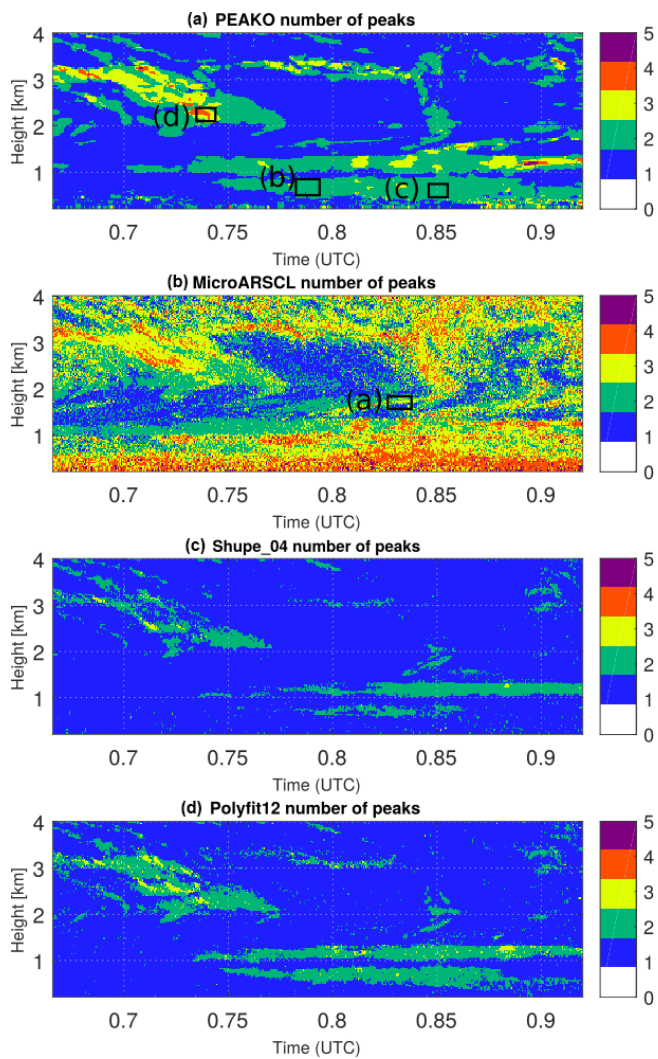 (a) PEAKO number of peaks
4
3
2
1
Height [km]
(d)
(b)
(c)
0.7 0.75 0.8 0.85 0.9
Time (UTC)
5
4
3
2
1
0
(b) MicroARSCL number of peaks
4
3
2
1
Height [km]
(a)
0.7 0.75 0.8 0.85 0.9
Time (UTC)
5
4
3
2
1
0
(c) Shupe_04 number of peaks
4
3
2
1
Height [km]
0.7 0.75 0.8 0.85 0.9
Time (UTC)
5
4
3
2
1
0
(d) Polyfit12 number of peaks
4
3
2
1
Height [km]
0.7 0.75 0.8 0.85 0.9
Time (UTC)
5
4
3
2
1
0